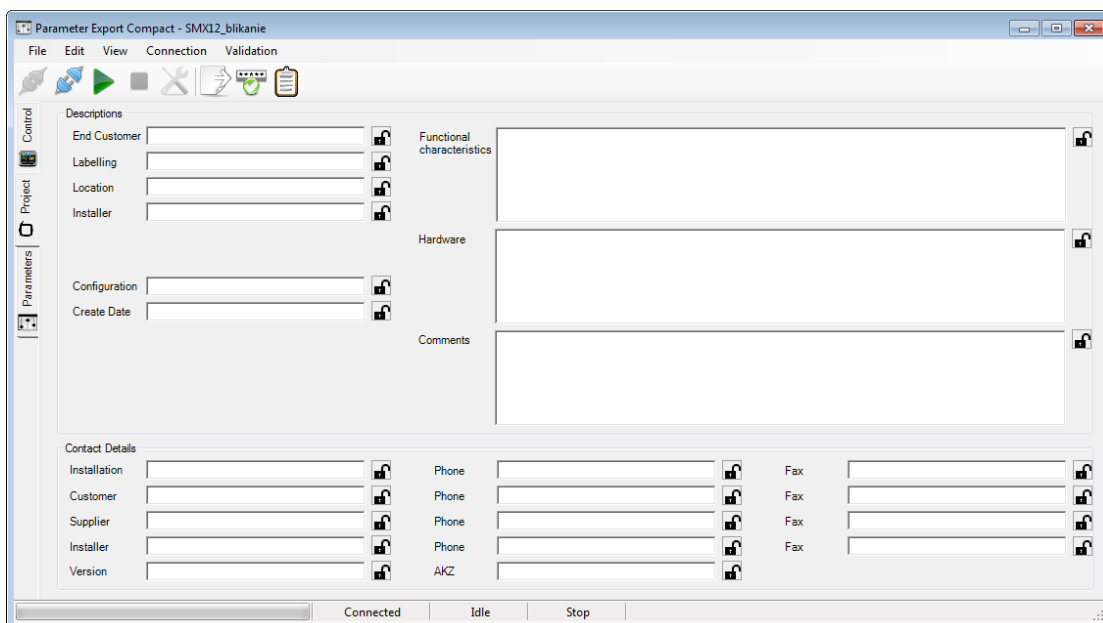 Parameter Export Compact - SMX12_blikanie
File Edit View Connection Validation
Control
Project
Parameters
Descriptions
End Customer
Labelling
Location
Installer
Configuration
Create Date
Functional
characteristics
Hardware
Comments
Contact Details
Installation Phone Fax
Customer Phone Fax
Supplier Phone Fax
Installer Phone Fax
Version AKZ
Connected Idle Stop